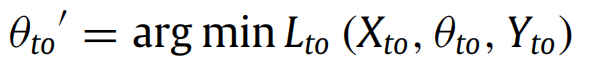 θ_to′ = arg min L_to (X_to, θ_to, Y_to)